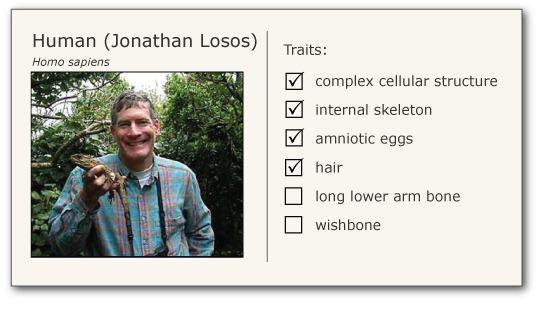 Human (Jonathan Losos)
Homo sapiens
Traits:
complex cellular structure
internal skeleton
amniotic eggs
hair
long lower arm bone
wishbone